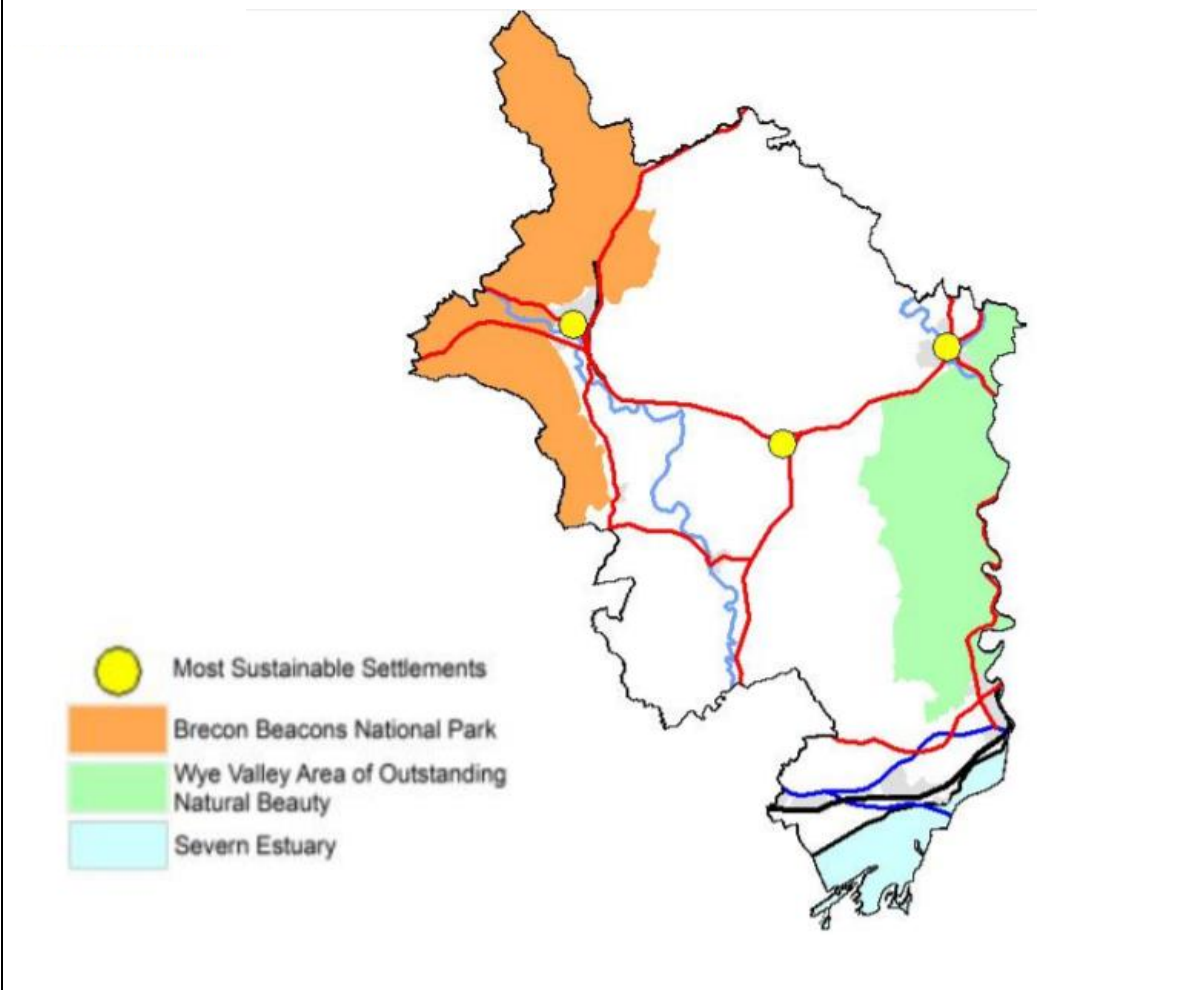 Most Sustainable Settlements
Brecon Beacons National Park
Wye Valley Area of Outstanding
Natural Beauty
Severn Estuary